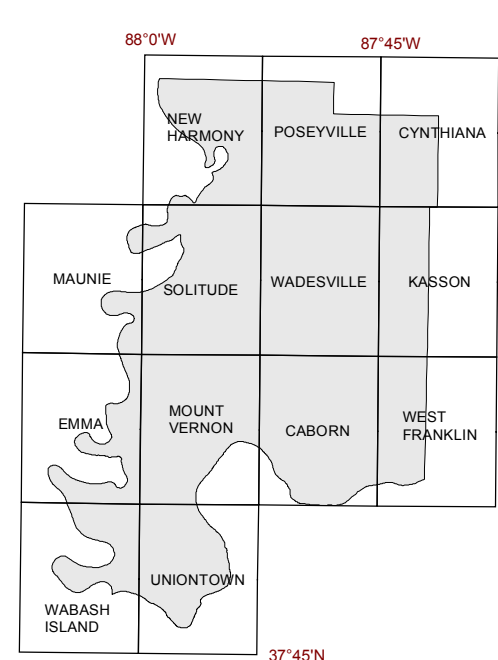 88°0'W
87°45'W
NEW
HARMONY
POSEYVILLE
CYNTHIANA
MAUNIE
SOLITUDE
WADESVILLE
KASSON
EMMA
MOUNT
VERNON
CABORN
WEST
FRANKLIN
WABASH
ISLAND
UNIONTOWN
37°45'N